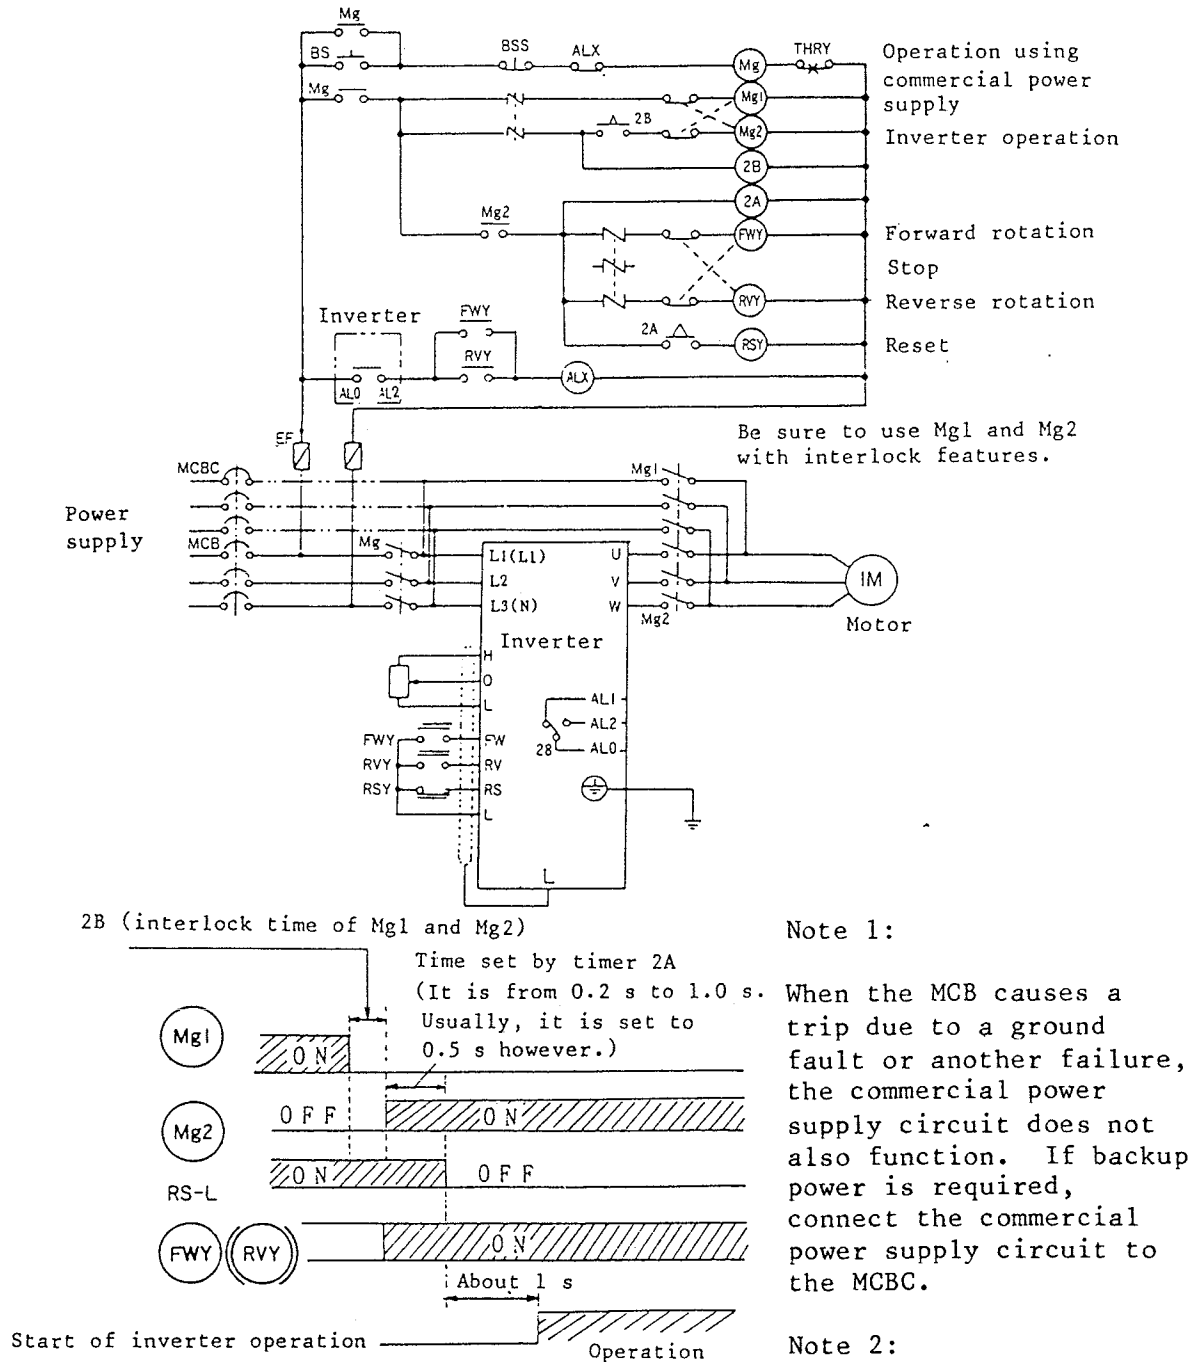 Mg
BS
BSS
ALX
Mg
THRY
Operation using
commercial power
supply
Mg
Mg1
2B
Mg2
Inverter operation
2B
2A
Mg2
FWY
Forward rotation
Stop
RVY
Reverse rotation
Inverter
FWY
2A
RSY
Reset
RVY
AL0
AL2
ALX
Be sure to use Mg1 and Mg2
with interlock features.
EF
MCBC
Mg1
Power
supply
MCB
Mg
L1(L1)
U
L2
V
L3(N)
W
Mg2
IM
Motor
Inverter
H
O
L
AL1
AL2
28
AL0
FWY
FW
RVY
RV
RSY
RS
L
L
2B (interlock time of Mg1 and Mg2)
Time set by timer 2A
(It is from 0.2 s to 1.0 s.
Usually, it is set to
0.5 s however.)
Mg1
ON
Mg2
OFF
ON
RS-L
ON
OFF
FWY
RVY
ON
About 1 s
Start of inverter operation
Operation
Note 1:
When the MCB causes a
trip due to a ground
fault or another failure,
the commercial power
supply circuit does not
also function. If backup
power is required,
connect the commercial
power supply circuit to
the MCBC.
Note 2: